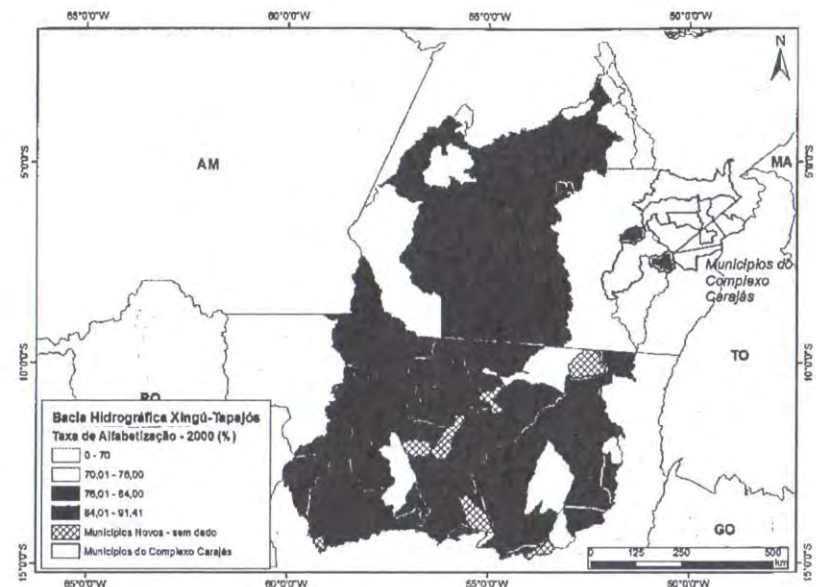 65°0'0"W 60°0'0"W 55°0'0"W 50°0'0"W
N
5°0'0"S
AM
PA
MA
5°0'0"S
Municípios do
Complexo
Carajás
10°0'0"S
TO
10°0'0"S
RO
Bacia Hidrográfica Xingú-Tapajós
Taxa de Alfabetização - 2000 (%)
0 - 70
70,01 - 76,00
76,01 - 84,00
84,01 - 91,41
Municípios Novos - sem dado
Municípios do Complexo Carajás
GO
0 125 250 500
km
15°0'0"S
15°0'0"S
65°0'0"W 60°0'0"W 55°0'0"W 50°0'0"W